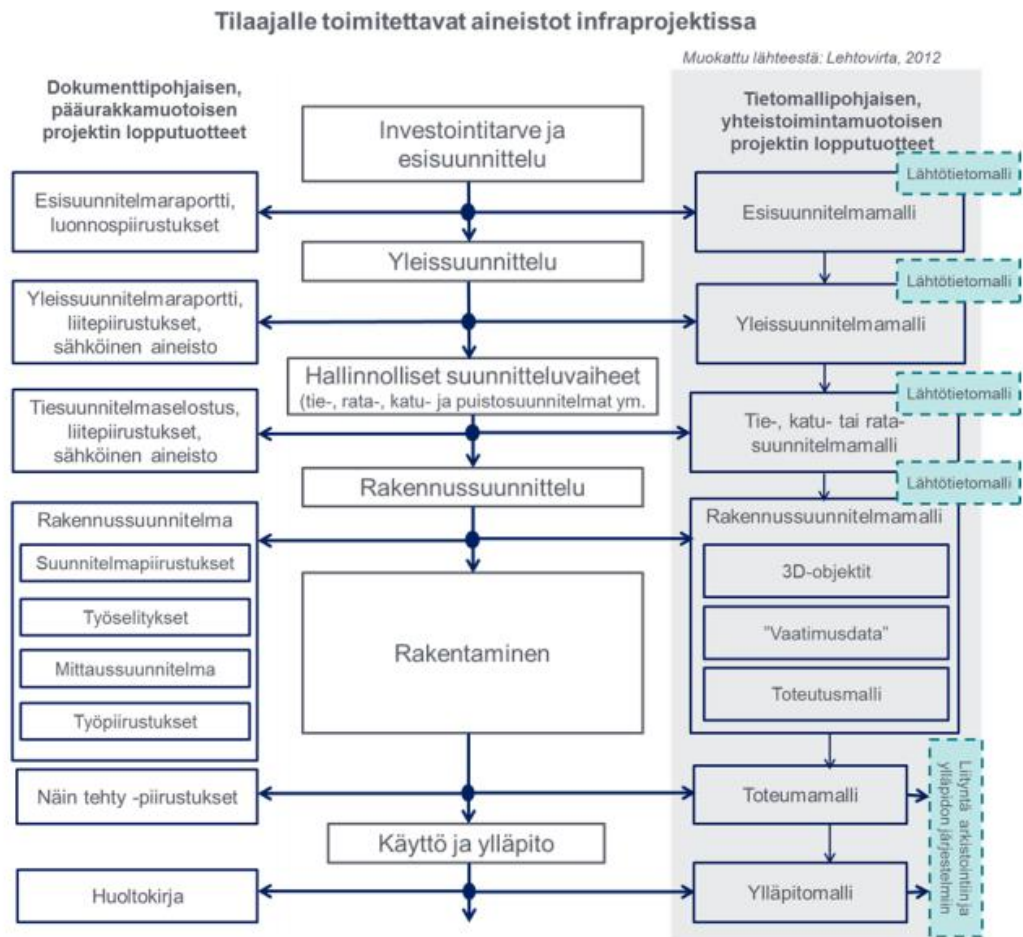 Tilaajalle toimitettavat aineistot infraprojektissa
Muokattu lähteestä: Lehtovirta, 2012
Dokumenttipohjaisen,
pääurakkamuotoisen
projektin lopputuotteet
Investointitarve ja
esisuunnittelu
Tietomallipohjaisen,
yhteistoimintamuotoisen
projektin lopputuotteet
Lähtötietomalli
Esisuunnitelmaraportti,
luonnospiirustukset
Esisuunnitelmamalli
Yleissuunnittelu
Lähtötietomalli
Yleissuunnitelmaraportti,
liitepiirustukset,
sähköinen aineisto
Yleissuunnitelmamalli
Hallinnolliset suunnitteluvaiheet
(tie-, rata-, katu- ja puistosuunnitelmat ym.
Lähtötietomalli
Tiesuunnitelmaselostus,
liitepiirustukset,
sähköinen aineisto
Tie-, katu- tai rata-
suunnitelmamalli
Rakennussuunnittelu
Lähtötietomalli
Rakennussuunnitelma
Suunnitelmapiirustukset
Työselitykset
Mittaussuunnitelma
Työpiirustukset
Rakentaminen
Rakennussuunnitelmamalli
3D-objektit
"Vaatimusdata"
Toteutusmalli
Näin tehty -piirustukset
Toteumamalli
Liityntä arkistointiin ja
ylläpidon järjestelmiin
Käyttö ja ylläpito
Huoltokirja
Ylläpitomalli